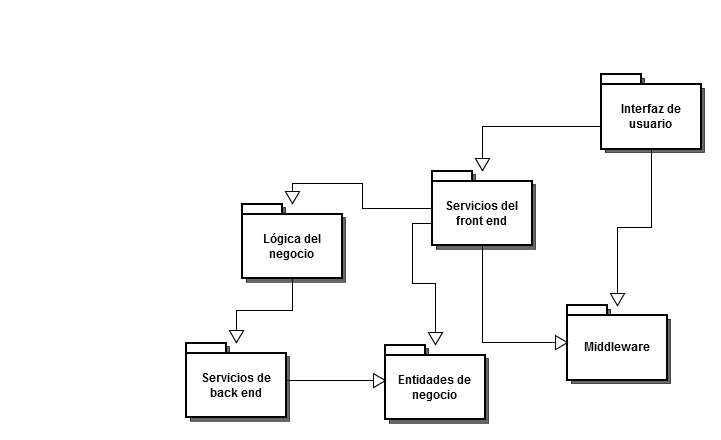 Interfaz de
usuario
Servicios del
front end
Lógica del
negocio
Middleware
Servicios de
back end
Entidades de
negocio